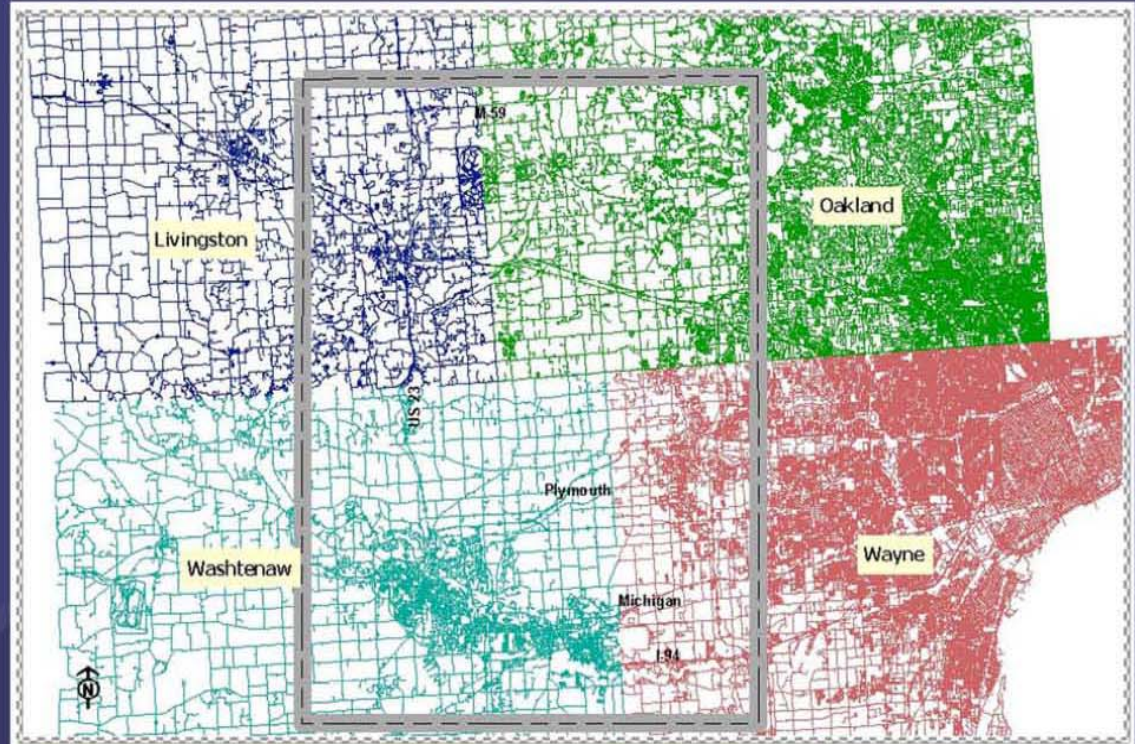 M-59
Oakland
Livingston
US 23
Plymouth
Wayne
Washtenaw
Michigan
I-94
N